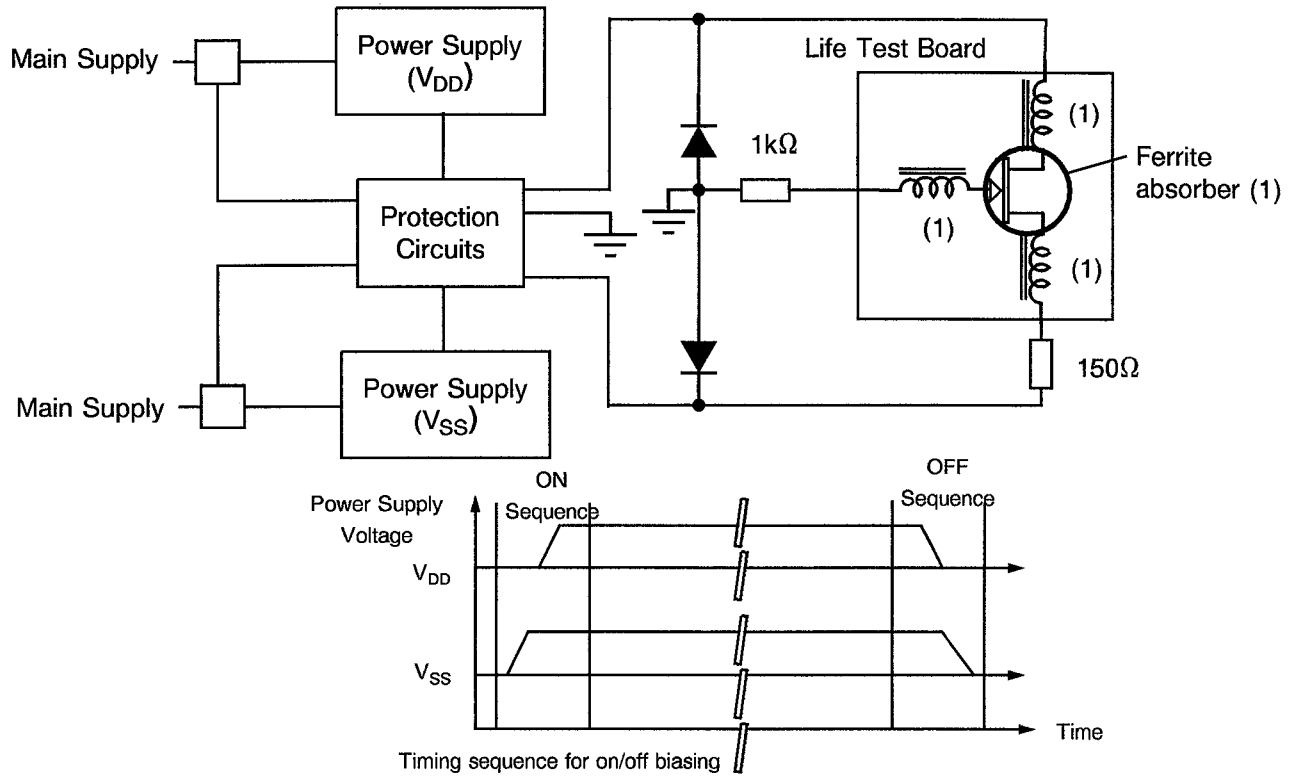 Main Supply
Power Supply
(VDD)
Life Test Board
(1)
1kΩ
Ferrite
absorber (1)
Protection
Circuits
(1)
(1)
150Ω
Main Supply
Power Supply
(VSS)
ON
Sequence
OFF
Sequence
Power Supply
Voltage
VDD
VSS
Time
Timing sequence for on/off biasing